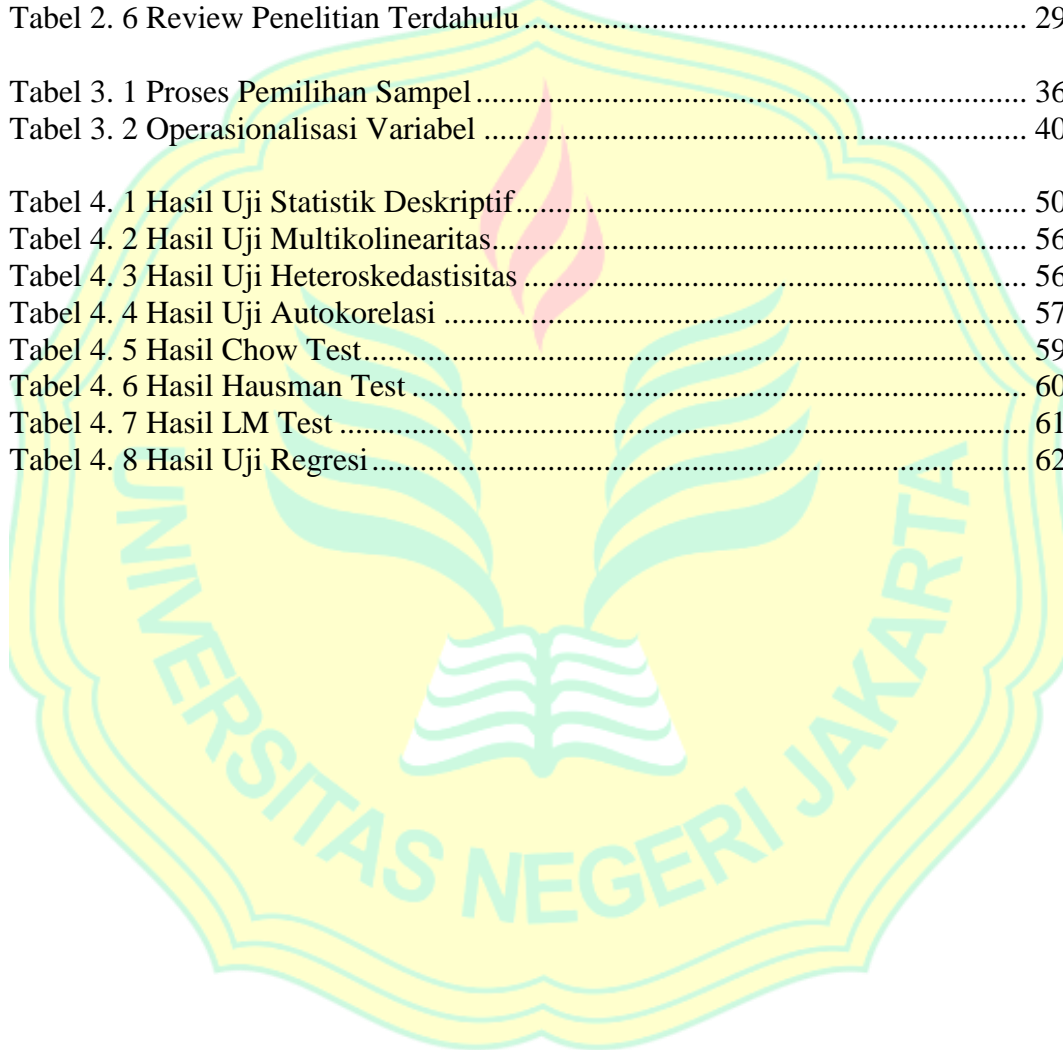 Tabel 2. 6 Review Penelitian Terdahulu ............................................................ 29
Tabel 3. 1 Proses Pemilihan Sampel .................................................................. 36
Tabel 3. 2 Operasionalisasi Variabel ................................................................. 40
Tabel 4. 1 Hasil Uji Statistik Deskriptif ............................................................. 50
Tabel 4. 2 Hasil Uji Multikolinearitas ................................................................ 56
Tabel 4. 3 Hasil Uji Heteroskedastisitas ............................................................ 56
Tabel 4. 4 Hasil Uji Autokorelasi ...................................................................... 57
Tabel 4. 5 Hasil Chow Test ................................................................................ 59
Tabel 4. 6 Hasil Hausman Test .......................................................................... 60
Tabel 4. 7 Hasil LM Test ................................................................................... 61
Tabel 4. 8 Hasil Uji Regresi ............................................................................... 62
UNIVERSITAS NEGERI JAKARTA